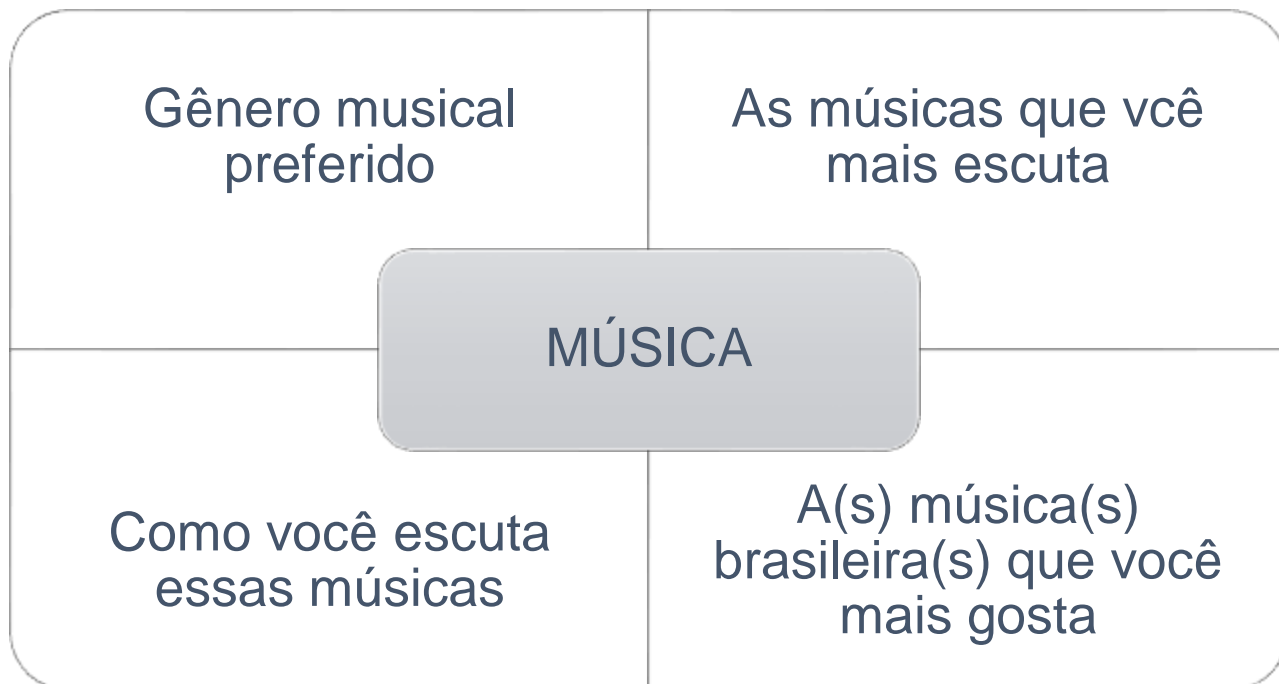 Gênero musical
preferido
As músicas que vcê
mais escuta
MÚSICA
Como você escuta
essas músicas
A(s) música(s)
brasileira(s) que você
mais gosta